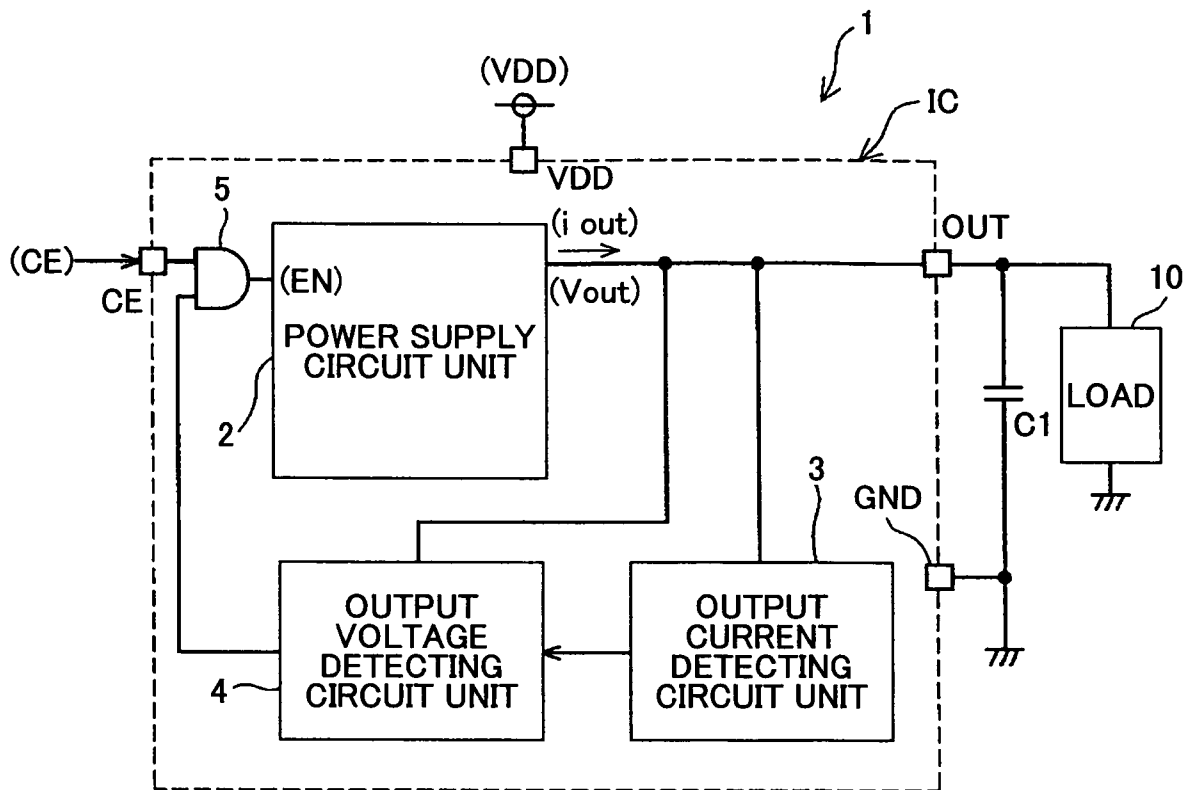 1
(VDD)
IC
VDD
5
(i out)
OUT
(CE)
CE
(EN)
(Vout)
10
POWER SUPPLY
CIRCUIT UNIT
LOAD
C1
2
3
GND
OUTPUT
VOLTAGE
DETECTING
CIRCUIT UNIT
OUTPUT
CURRENT
DETECTING
CIRCUIT UNIT
4